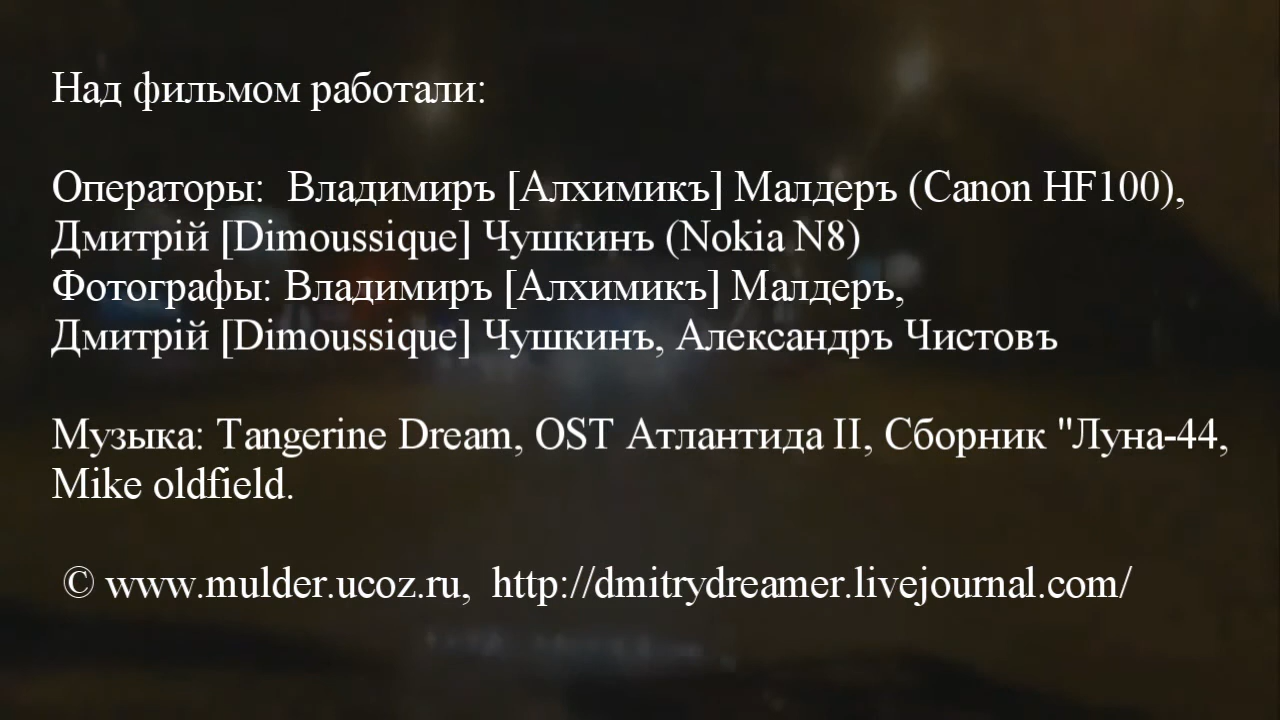 Над фильмом работали:
Операторы: Владимиръ [Алхимикъ] Малдеръ (Canon HF100),
Дмитрій [Dimoussique] Чушкинъ (Nokia N8)
Фотографы: Владимиръ [Алхимикъ] Малдеръ,
Дмитрій [Dimoussique] Чушкинъ, Александръ Чистовъ
Музыка: Tangerine Dream, OST Атлантида II, Сборник "Луна-44,
Mike oldfield.
© www.mulder.ucoz.ru, http://dmitrydreamer.livejournal.com/